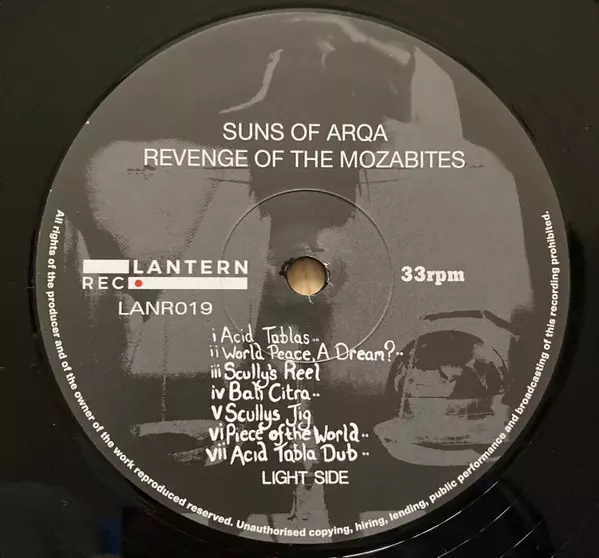 SUNS OF ARQA
REVENGE OF THE MOZABITES
LANTERN
REC
LANR019
33rpm
i Acid Tablas..
ii World Peace, A Dream?..
iii Scully's Reel
iv Bali Citra..
v Scullys Jig
vi Piece of the World..
vii Acid Tabla Dub..
LIGHT SIDE
All rights of the producer and of the owner of the work reproduced reserved. Unauthorised copying, hiring, lending, public performance and broadcasting of this recording prohibited.